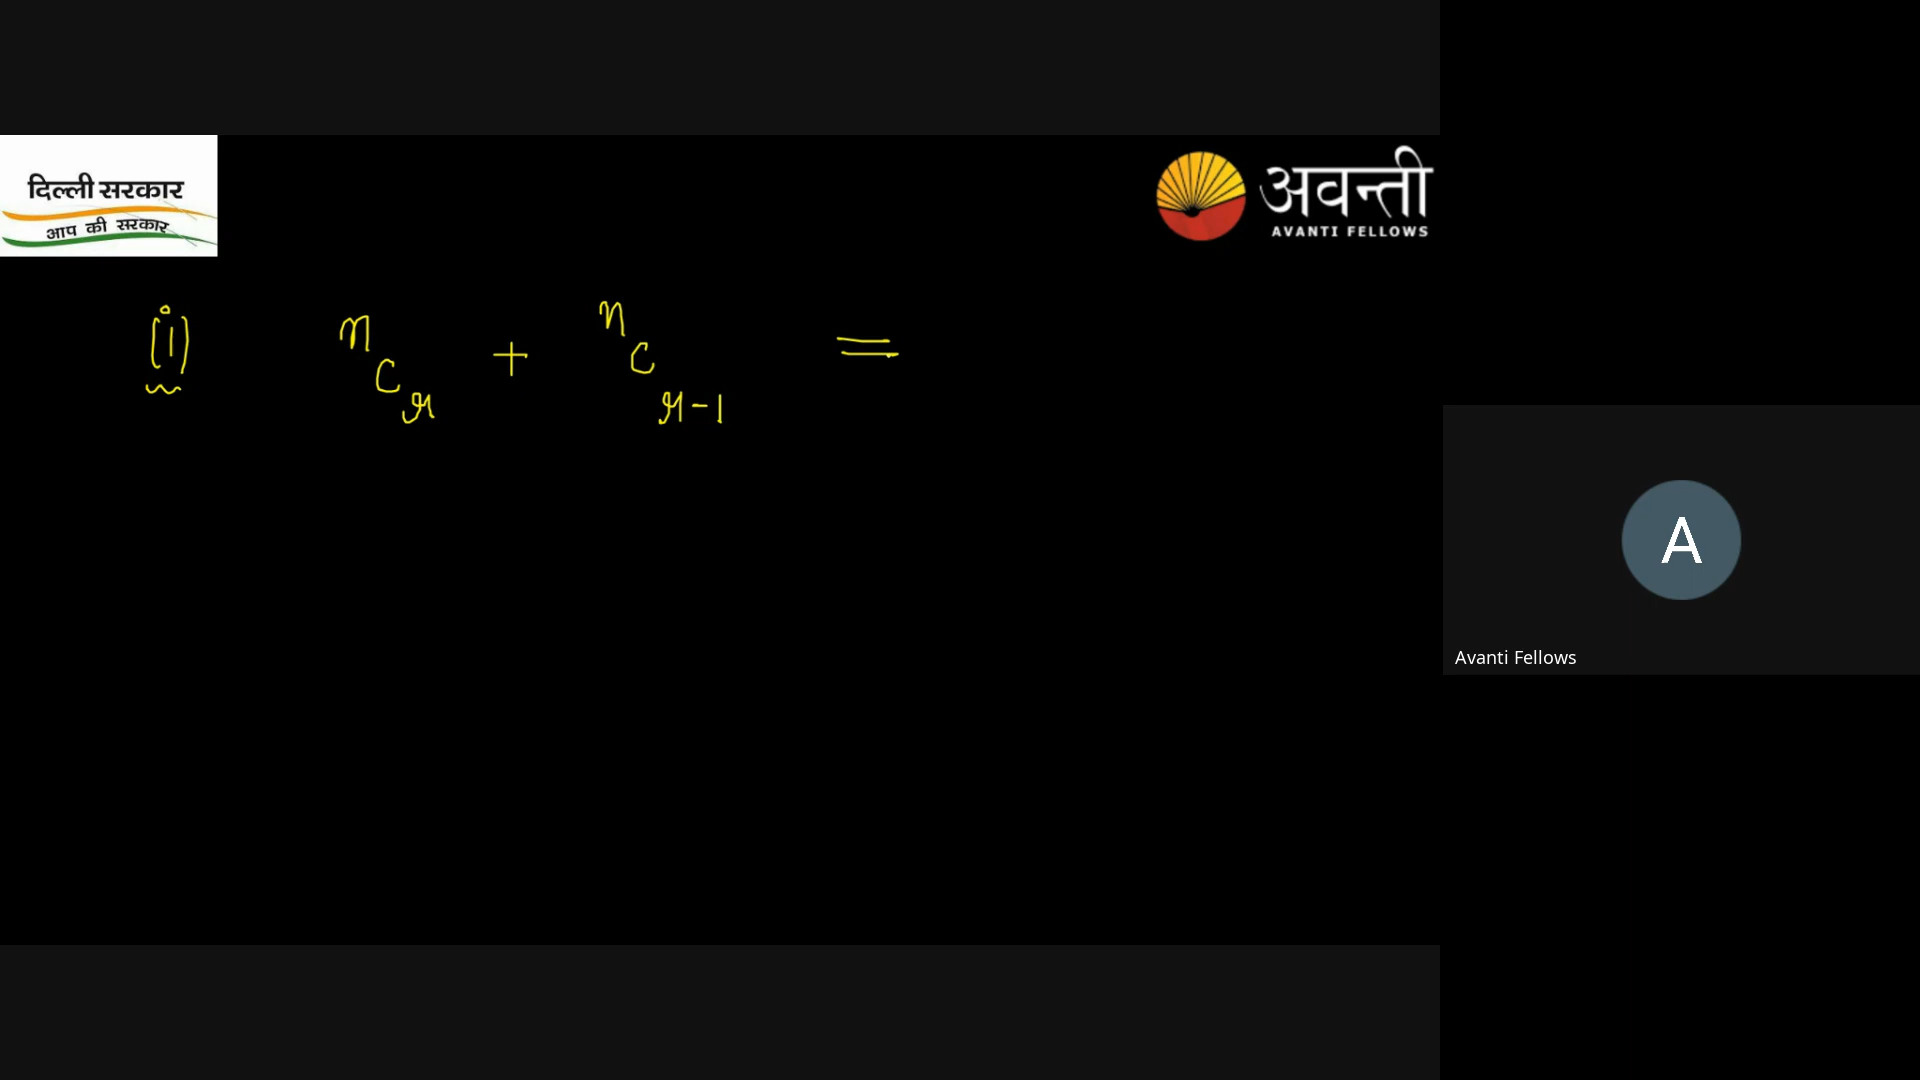 दिल्ली सरकार
आप की सरकार
अवन्ती
AVANTI FELLOWS
(i) nCr + nCr-1 =
A
Avanti Fellows